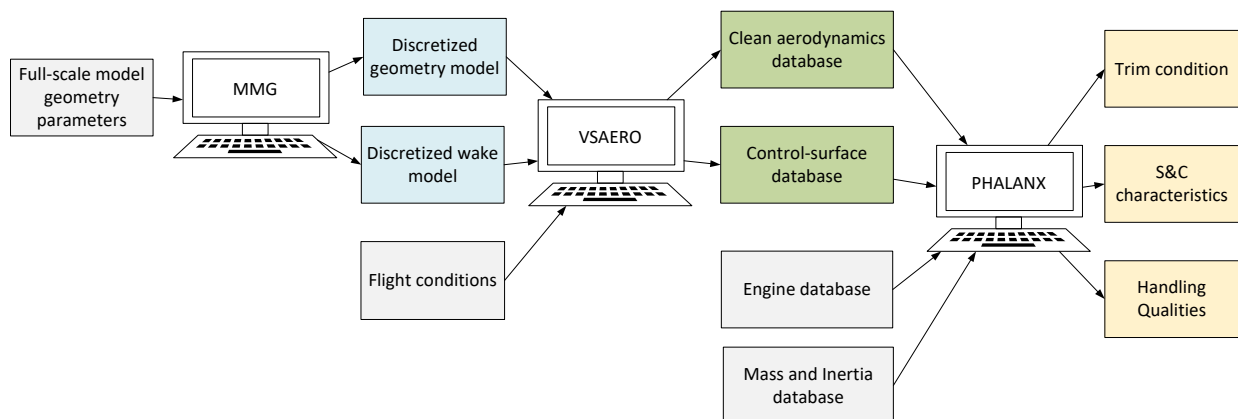 Full-scale model
geometry
parameters
MMG
Discretized
geometry model
Discretized wake
model
Flight conditions
VSAERO
Clean aerodynamics
database
Control-surface
database
Engine database
Mass and Inertia
database
PHALANX
Trim condition
S&C
characteristics
Handling
Qualities